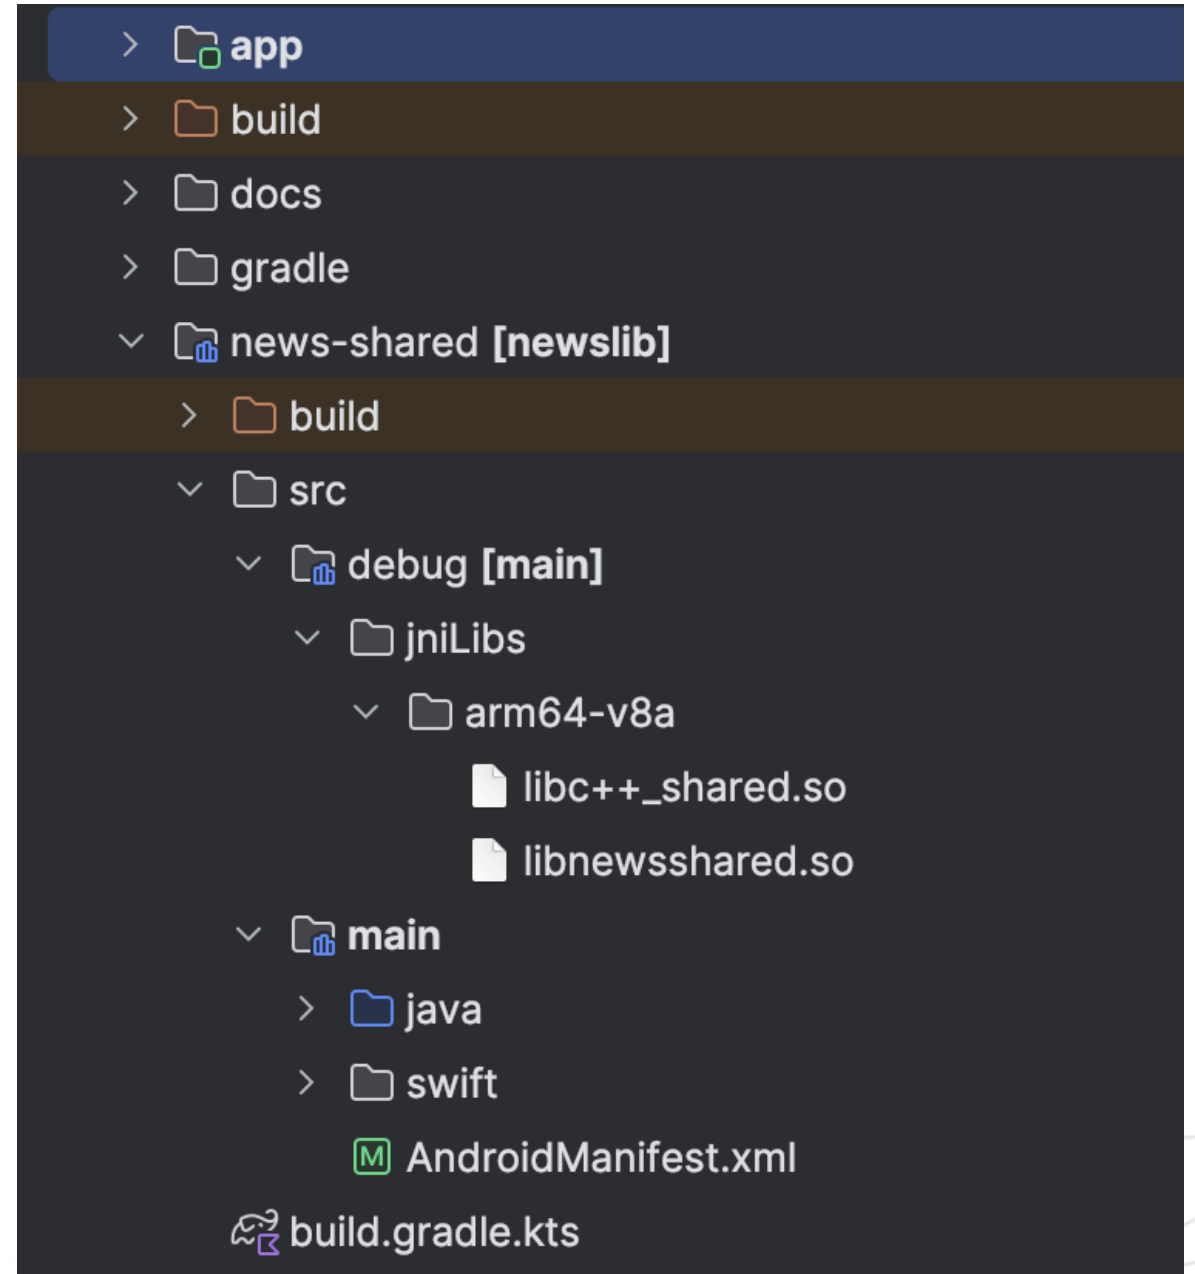 app
build
docs
gradle
news-shared [newslib]
build
src
debug [main]
jniLibs
arm64-v8a
libc++_shared.so
libnewsshared.so
main
java
swift
M AndroidManifest.xml
build.gradle.kts